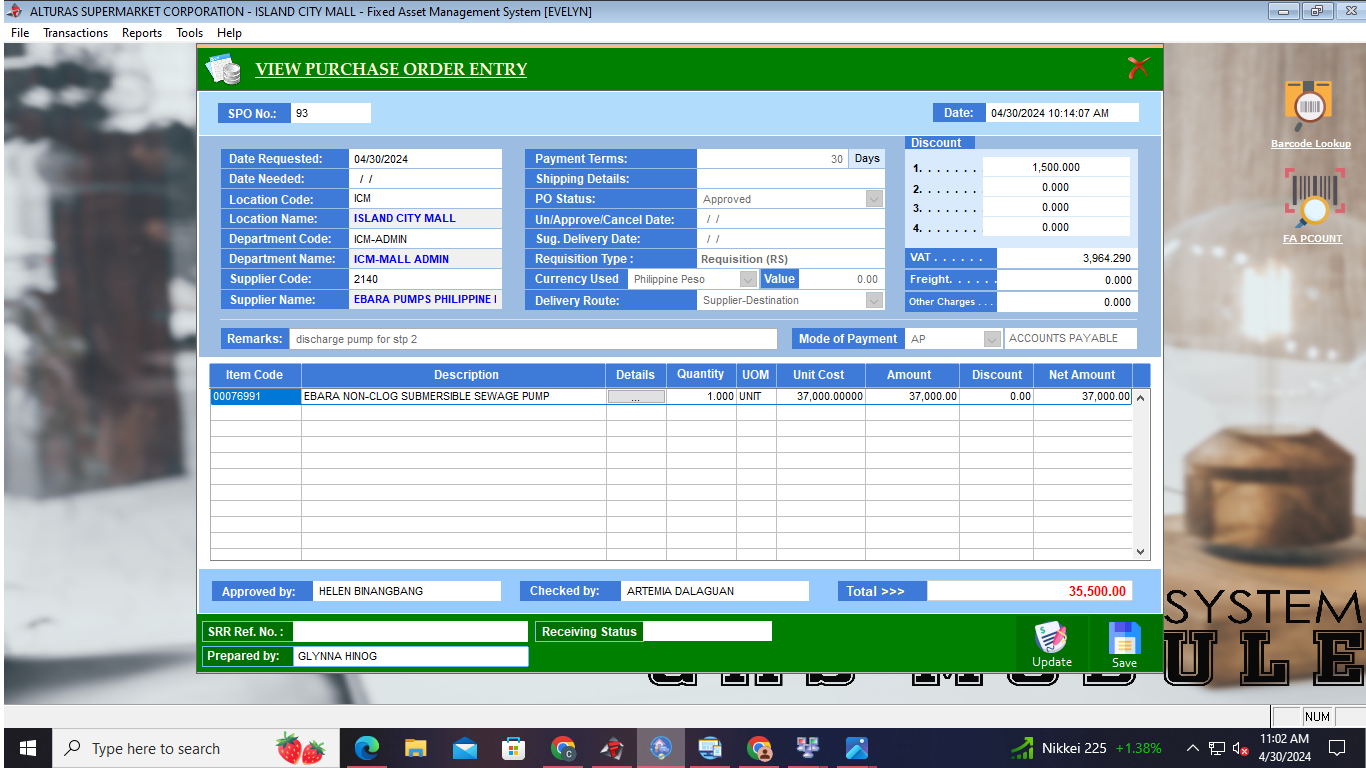 ALTURAS SUPERMARKET CORPORATION - ISLAND CITY MALL - Fixed Asset Management System [EVELYN]
File Transactions Reports Tools Help
VIEW PURCHASE ORDER ENTRY
SPO No.: 93
Date: 04/30/2024 10:14:07 AM
Barcode Lookup
FA PCOUNT
Date Requested: 04/30/2024
Date Needed: / /
Location Code: ICM
Location Name: ISLAND CITY MALL
Department Code: ICM-ADMIN
Department Name: ICM-MALL ADMIN
Supplier Code: 2140
Supplier Name: EBARA PUMPS PHILIPPINE I
Payment Terms: 30 Days
Shipping Details:
PO Status: Approved
Un/Approve/Cancel Date: / /
Sug. Delivery Date: / /
Requisition Type : Requisition (RS)
Currency Used Philippine Peso Value 0.00
Delivery Route: Supplier-Destination
Discount
1. . . . . . . . 1,500.000
2. . . . . . . . 0.000
3. . . . . . . . 0.000
4. . . . . . . . 0.000
VAT . . . . . . 3,964.290
Freight. . . . . . 0.000
Other Charges . . . 0.000
Remarks: discharge pump for stp 2
Mode of Payment AP ACCOUNTS PAYABLE
Item Code Description Details Quantity UOM Unit Cost Amount Discount Net Amount
00076991 EBARA NON-CLOG SUBMERSIBLE SEWAGE PUMP ... 1.000 UNIT 37,000.00000 37,000.00 0.00 37,000.00
Approved by: HELEN BINANGBANG
Checked by: ARTEMIA DALAGUAN
Total >>> 35,500.00
SYSTEM
SRR Ref. No. :
Receiving Status
Prepared by: GLYNNA HINOG
Update
Save
MODULE
NUM
Type here to search
Nikkei 225 +1.38%
11:02 AM
4/30/2024